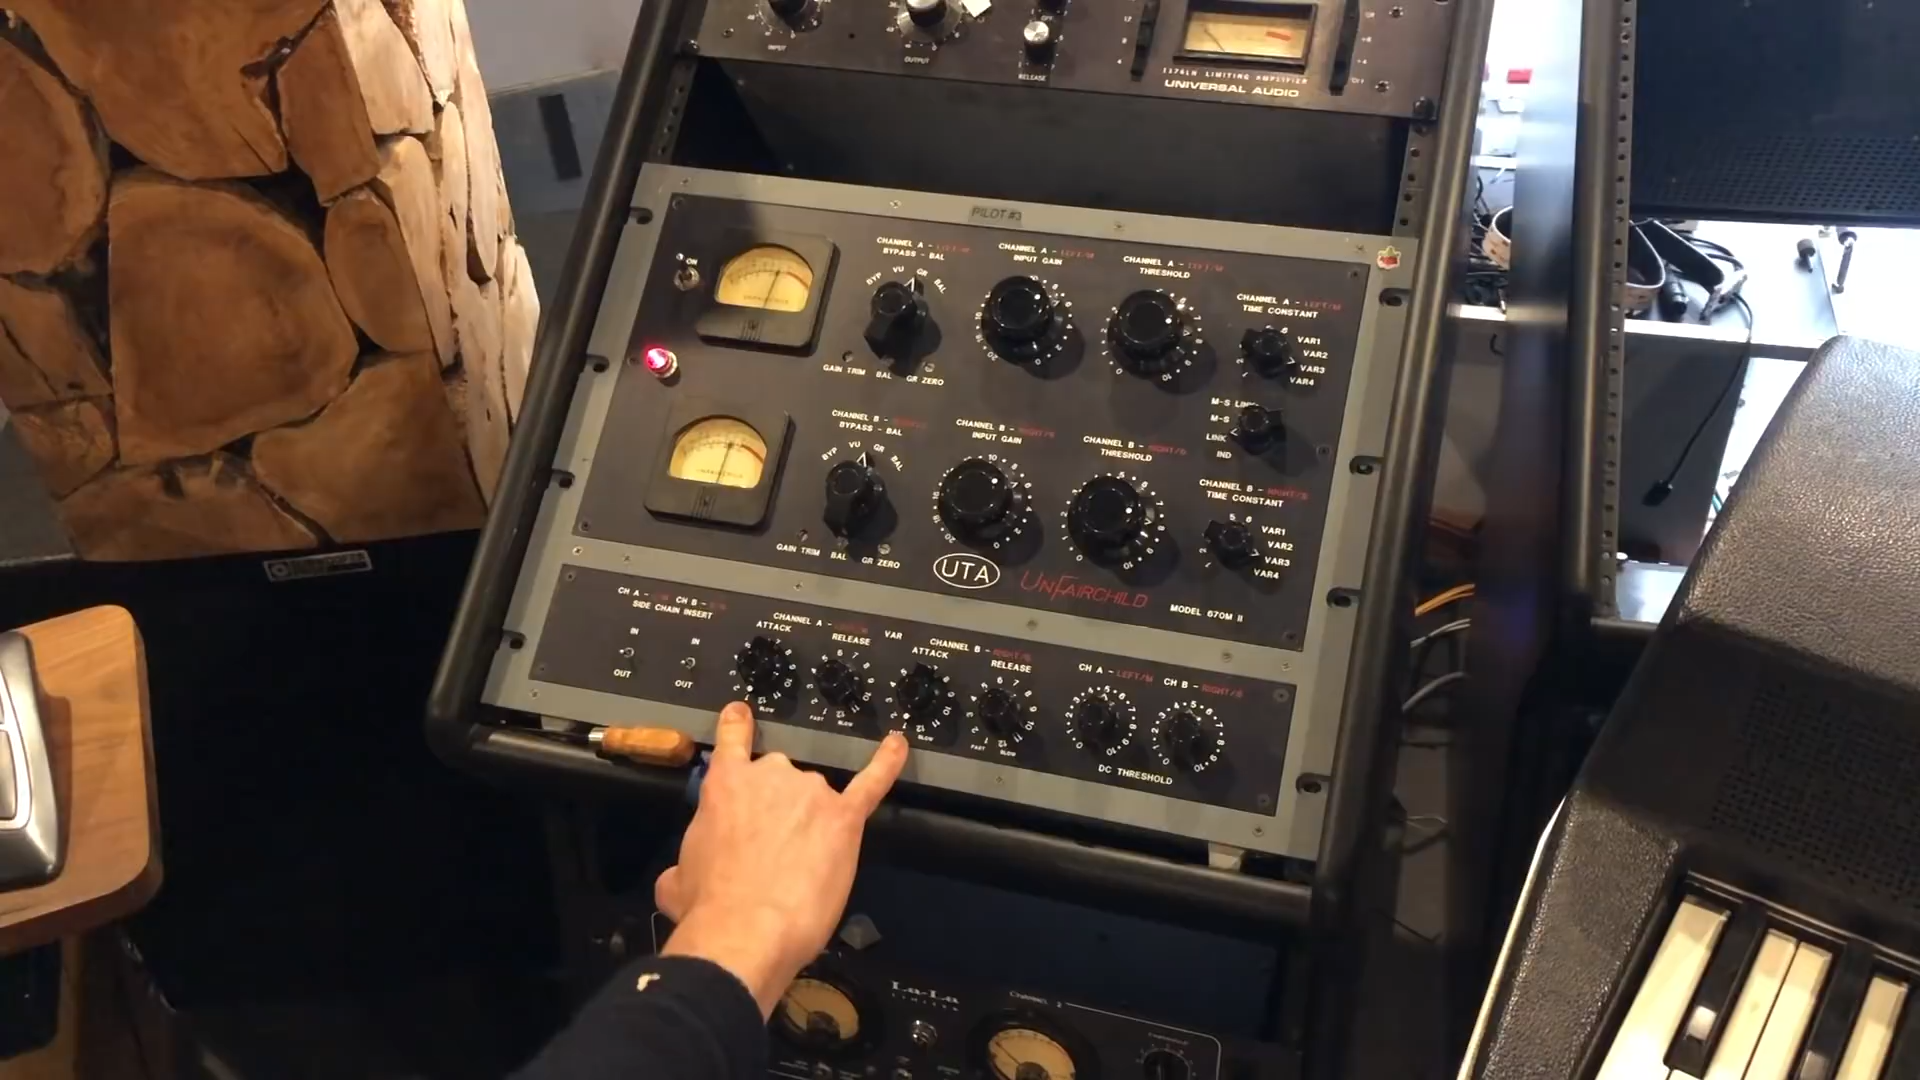 INPUT
OUTPUT
RELEASE
1176LN LIMITING AMPLIFIER
UNIVERSAL AUDIO
PILOT #3
ON
CHANNEL A - LEFT/M
BYPASS - BAL
BYP VU GR BAL
GAIN TRIM BAL GR ZERO
CHANNEL A - LEFT/M
INPUT GAIN
CHANNEL A - LEFT/M
THRESHOLD
CHANNEL A - LEFT/M
TIME CONSTANT
VAR1
VAR2
VAR3
VAR4
M-S LINK
M-S
LINK
IND
CHANNEL B - RIGHT/S
BYPASS - BAL
BYP VU GR BAL
GAIN TRIM BAL GR ZERO
CHANNEL B - RIGHT/S
INPUT GAIN
CHANNEL B - RIGHT/S
THRESHOLD
CHANNEL B - RIGHT/S
TIME CONSTANT
VAR1
VAR2
VAR3
VAR4
UTA
UNFAIRCHILD
MODEL 670M II
CH A - CH B -
SIDE CHAIN INSERT
IN IN
OUT OUT
CHANNEL A - VAR
ATTACK RELEASE
CHANNEL B - RIGHT/S
ATTACK RELEASE
SLOW FAST SLOW FAST SLOW FAST SLOW
CH A - LEFT/M CH B - RIGHT/S
DC THRESHOLD
La-La
LIMITER